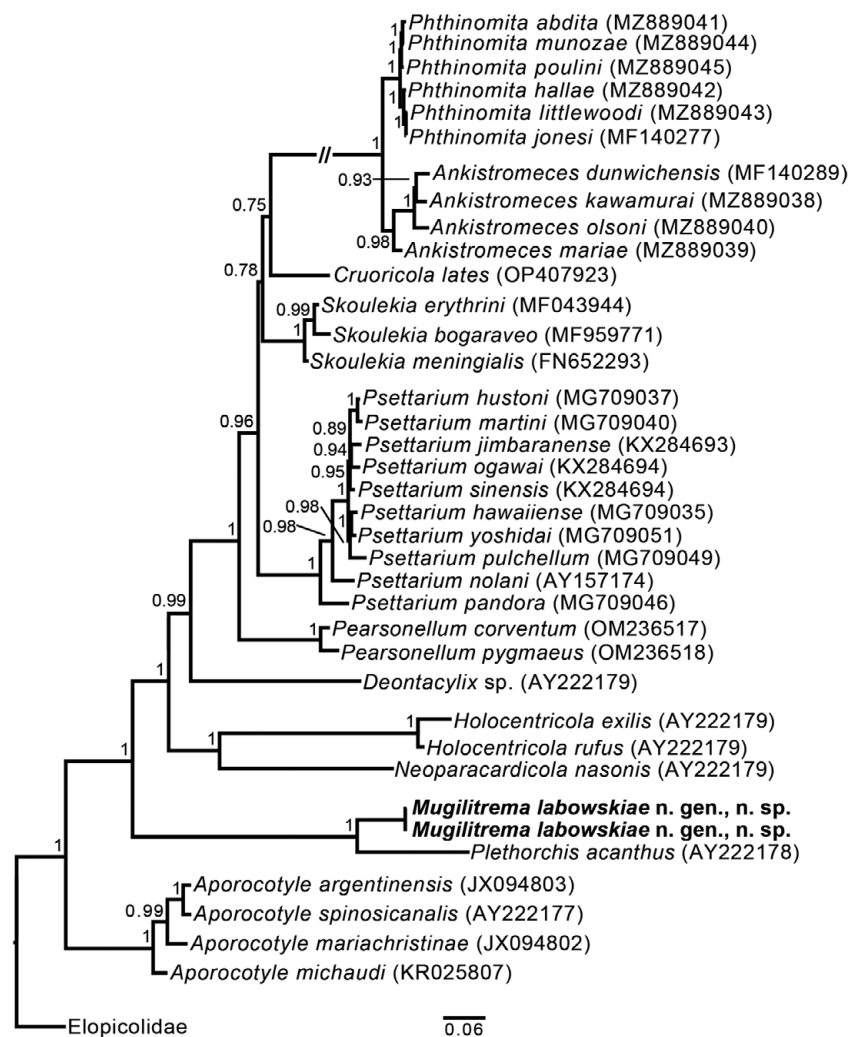 Phthinomita abdita (MZ889041)
Phthinomita munozae (MZ889044)
Phthinomita poulini (MZ889045)
Phthinomita hallae (MZ889042)
Phthinomita littlewoodi (MZ889043)
Phthinomita jonesi (MF140277)
Ankistromeces dunwichensis (MF140289)
Ankistromeces kawamurai (MZ889038)
Ankistromeces olsoni (MZ889040)
Ankistromeces mariae (MZ889039)
Cruoricola lates (OP407923)
Skoulekia erythrini (MF043944)
Skoulekia bogaraveo (MF959771)
Skoulekia meningialis (FN652293)
Psettarium hustoni (MG709037)
Psettarium martini (MG709040)
Psettarium jimbaranense (KX284693)
Psettarium ogawai (KX284694)
Psettarium sinensis (KX284694)
Psettarium hawaiiense (MG709035)
Psettarium yoshidai (MG709051)
Psettarium pulchellum (MG709049)
Psettarium nolani (AY157174)
Psettarium pandora (MG709046)
Pearsonellum corventum (OM236517)
Pearsonellum pygmaeus (OM236518)
Deontacylix sp. (AY222179)
Holocentricola exilis (AY222179)
Holocentricola rufus (AY222179)
Neoparacardicola nasonis (AY222179)
Mugilitrema labowskiae n. gen., n. sp.
Mugilitrema labowskiae n. gen., n. sp.
Plethorchis acanthus (AY222178)
Aporocotyle argentinensis (JX094803)
Aporocotyle spinosicanalis (AY222177)
Aporocotyle mariachristinae (JX094802)
Aporocotyle michaudi (KR025807)
Elopicolidae
1
1
1
1
1
1
0.93
1
0.98
0.75
0.78
0.99
1
0.96
1
0.89
0.94
0.95
1
0.98
0.98
1
1
1
1
0.99
1
1
1
1
1
1
1
0.99
1
0.06